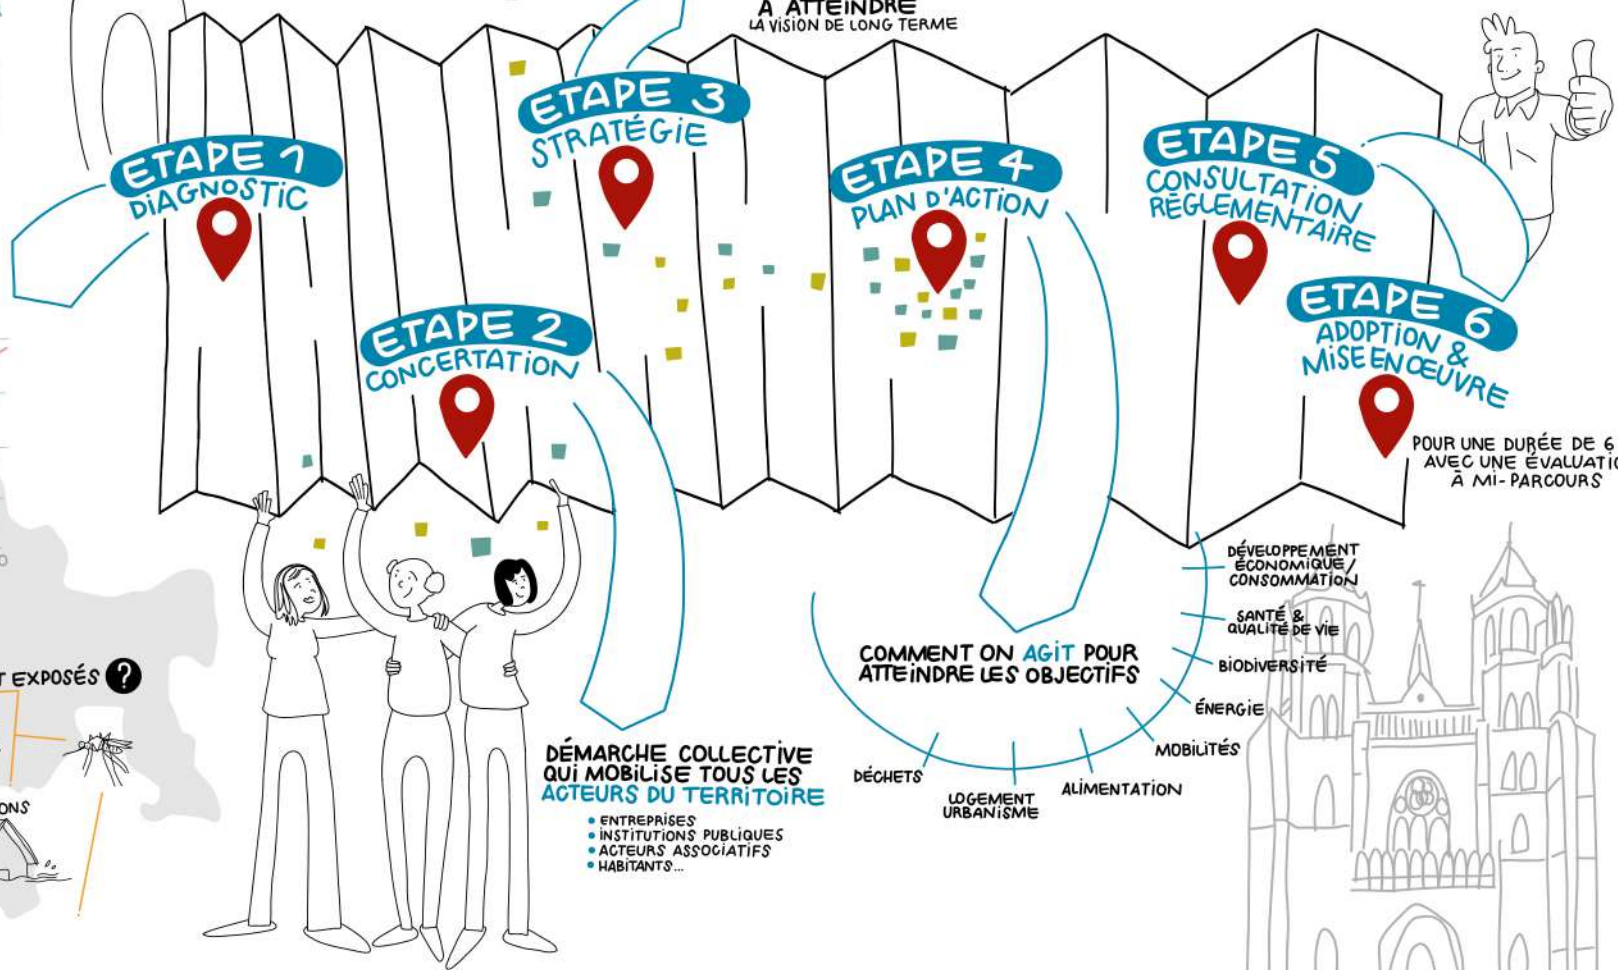 À ATTEINDRE
LA VISION DE LONG TERME
ETAPE 1
DIAGNOSTIC
ETAPE 2
CONCERTATION
ETAPE 3
STRATÉGIE
ETAPE 4
PLAN D'ACTION
ETAPE 5
CONSULTATION
RÉGLEMENTAIRE
ETAPE 6
ADOPTION &
MISE EN ŒUVRE
POUR UNE DURÉE DE 6
AVEC UNE
À MI-PARCOURS
EXPOSÉS ?
DÉMARCHE COLLECTIVE
QUI MOBILISE TOUS LES
ACTEURS DU TERRITOIRE
• ENTREPRISES
• INSTITUTIONS PUBLIQUES
• ACTEURS ASSOCIATIFS
• HABITANTS...
COMMENT ON AGIT POUR
ATTEINDRE LES OBJECTIFS
DÉCHETS
LOGEMENT
URBANISME
ALIMENTATION
MOBILITÉS
ÉNERGIE
BIODIVERSITÉ
SANTÉ &
QUALITÉ DE VIE
DÉVELOPPEMENT
ÉCONOMIQUE/
CONSOMMATION